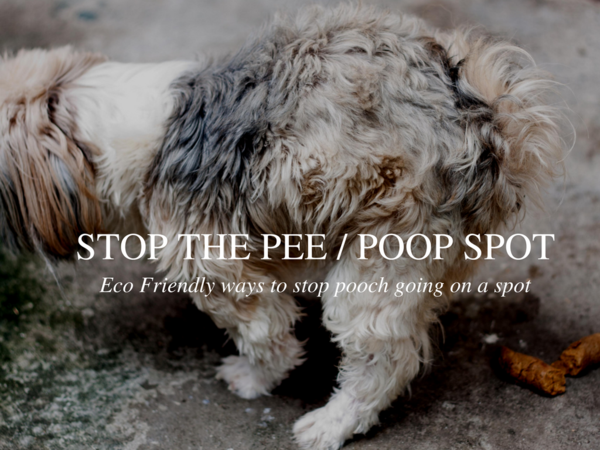 STOP THE PEE / POOP SPOT
Eco Friendly ways to stop pooch going on a spot